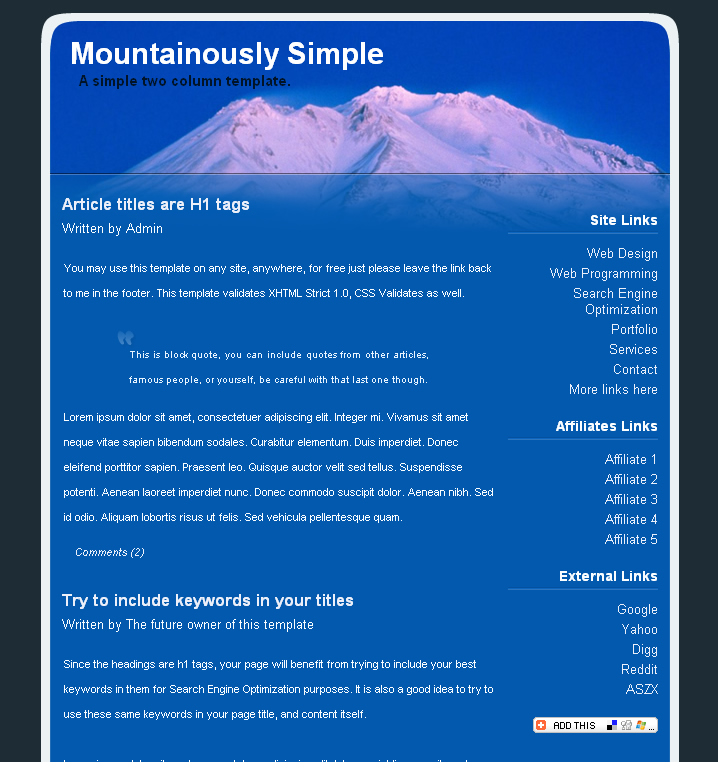 Mountainously Simple
A simple two column template.
Article titles are H1 tags
Written by Admin
You may use this template on any site, anywhere, for free just please leave the link back
to me in the footer. This template validates XHTML Strict 1.0, CSS Validates as well.
This is block quote, you can include quotes from other articles,
famous people, or yourself, be careful with that last one though.
Lorem ipsum dolor sit amet, consectetuer adipiscing elit. Integer mi. Vivamus sit amet
neque vitae sapien bibendum sodales. Curabitur elementum. Duis imperdiet. Donec
eleifend porttitor sapien. Praesent leo. Quisque auctor velit sed tellus. Suspendisse
potenti. Aenean laoreet imperdiet nunc. Donec commodo suscipit dolor. Aenean nibh. Sed
id odio. Aliquam lobortis risus ut felis. Sed vehicula pellentesque quam.
Comments (2)
Try to include keywords in your titles
Written by The future owner of this template
Since the headings are h1 tags, your page will benefit from trying to include your best
keywords in them for Search Engine Optimization purposes. It is also a good idea to try to
use these same keywords in your page title, and content itself.
Site Links
Web Design
Web Programming
Search Engine
Optimization
Portfolio
Services
Contact
More links here
Affiliates Links
Affiliate 1
Affiliate 2
Affiliate 3
Affiliate 4
Affiliate 5
External Links
Google
Yahoo
Digg
Reddit
ASZX
ADD THIS